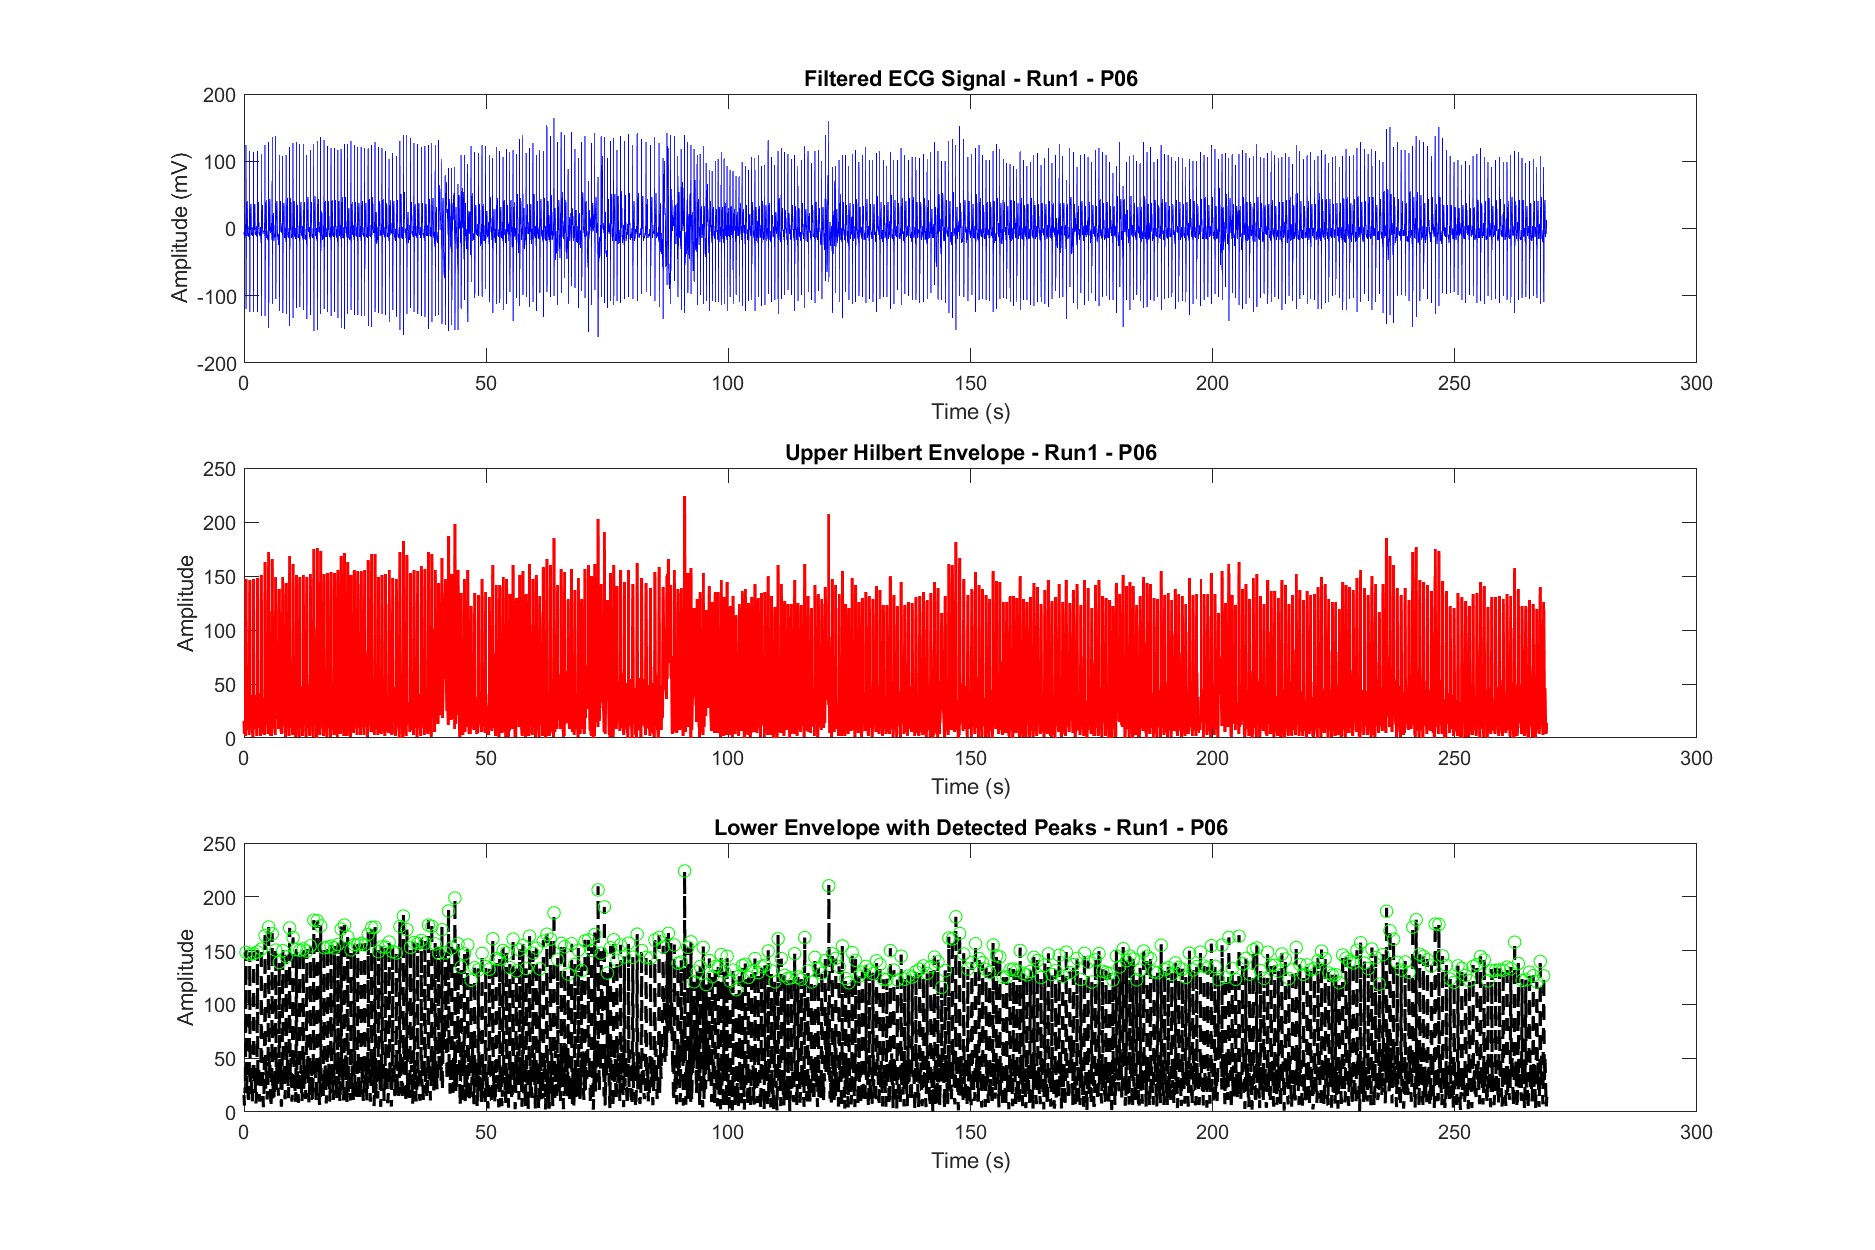 Filtered ECG Signal - Run1 - P06
200
100
0
-100
-200
Amplitude (mV)
0 50 100 150 200 250 300
Time (s)
Upper Hilbert Envelope - Run1 - P06
250
200
150
100
50
0
Amplitude
0 50 100 150 200 250 300
Time (s)
Lower Envelope with Detected Peaks - Run1 - P06
250
200
150
100
50
0
Amplitude
0 50 100 150 200 250 300
Time (s)